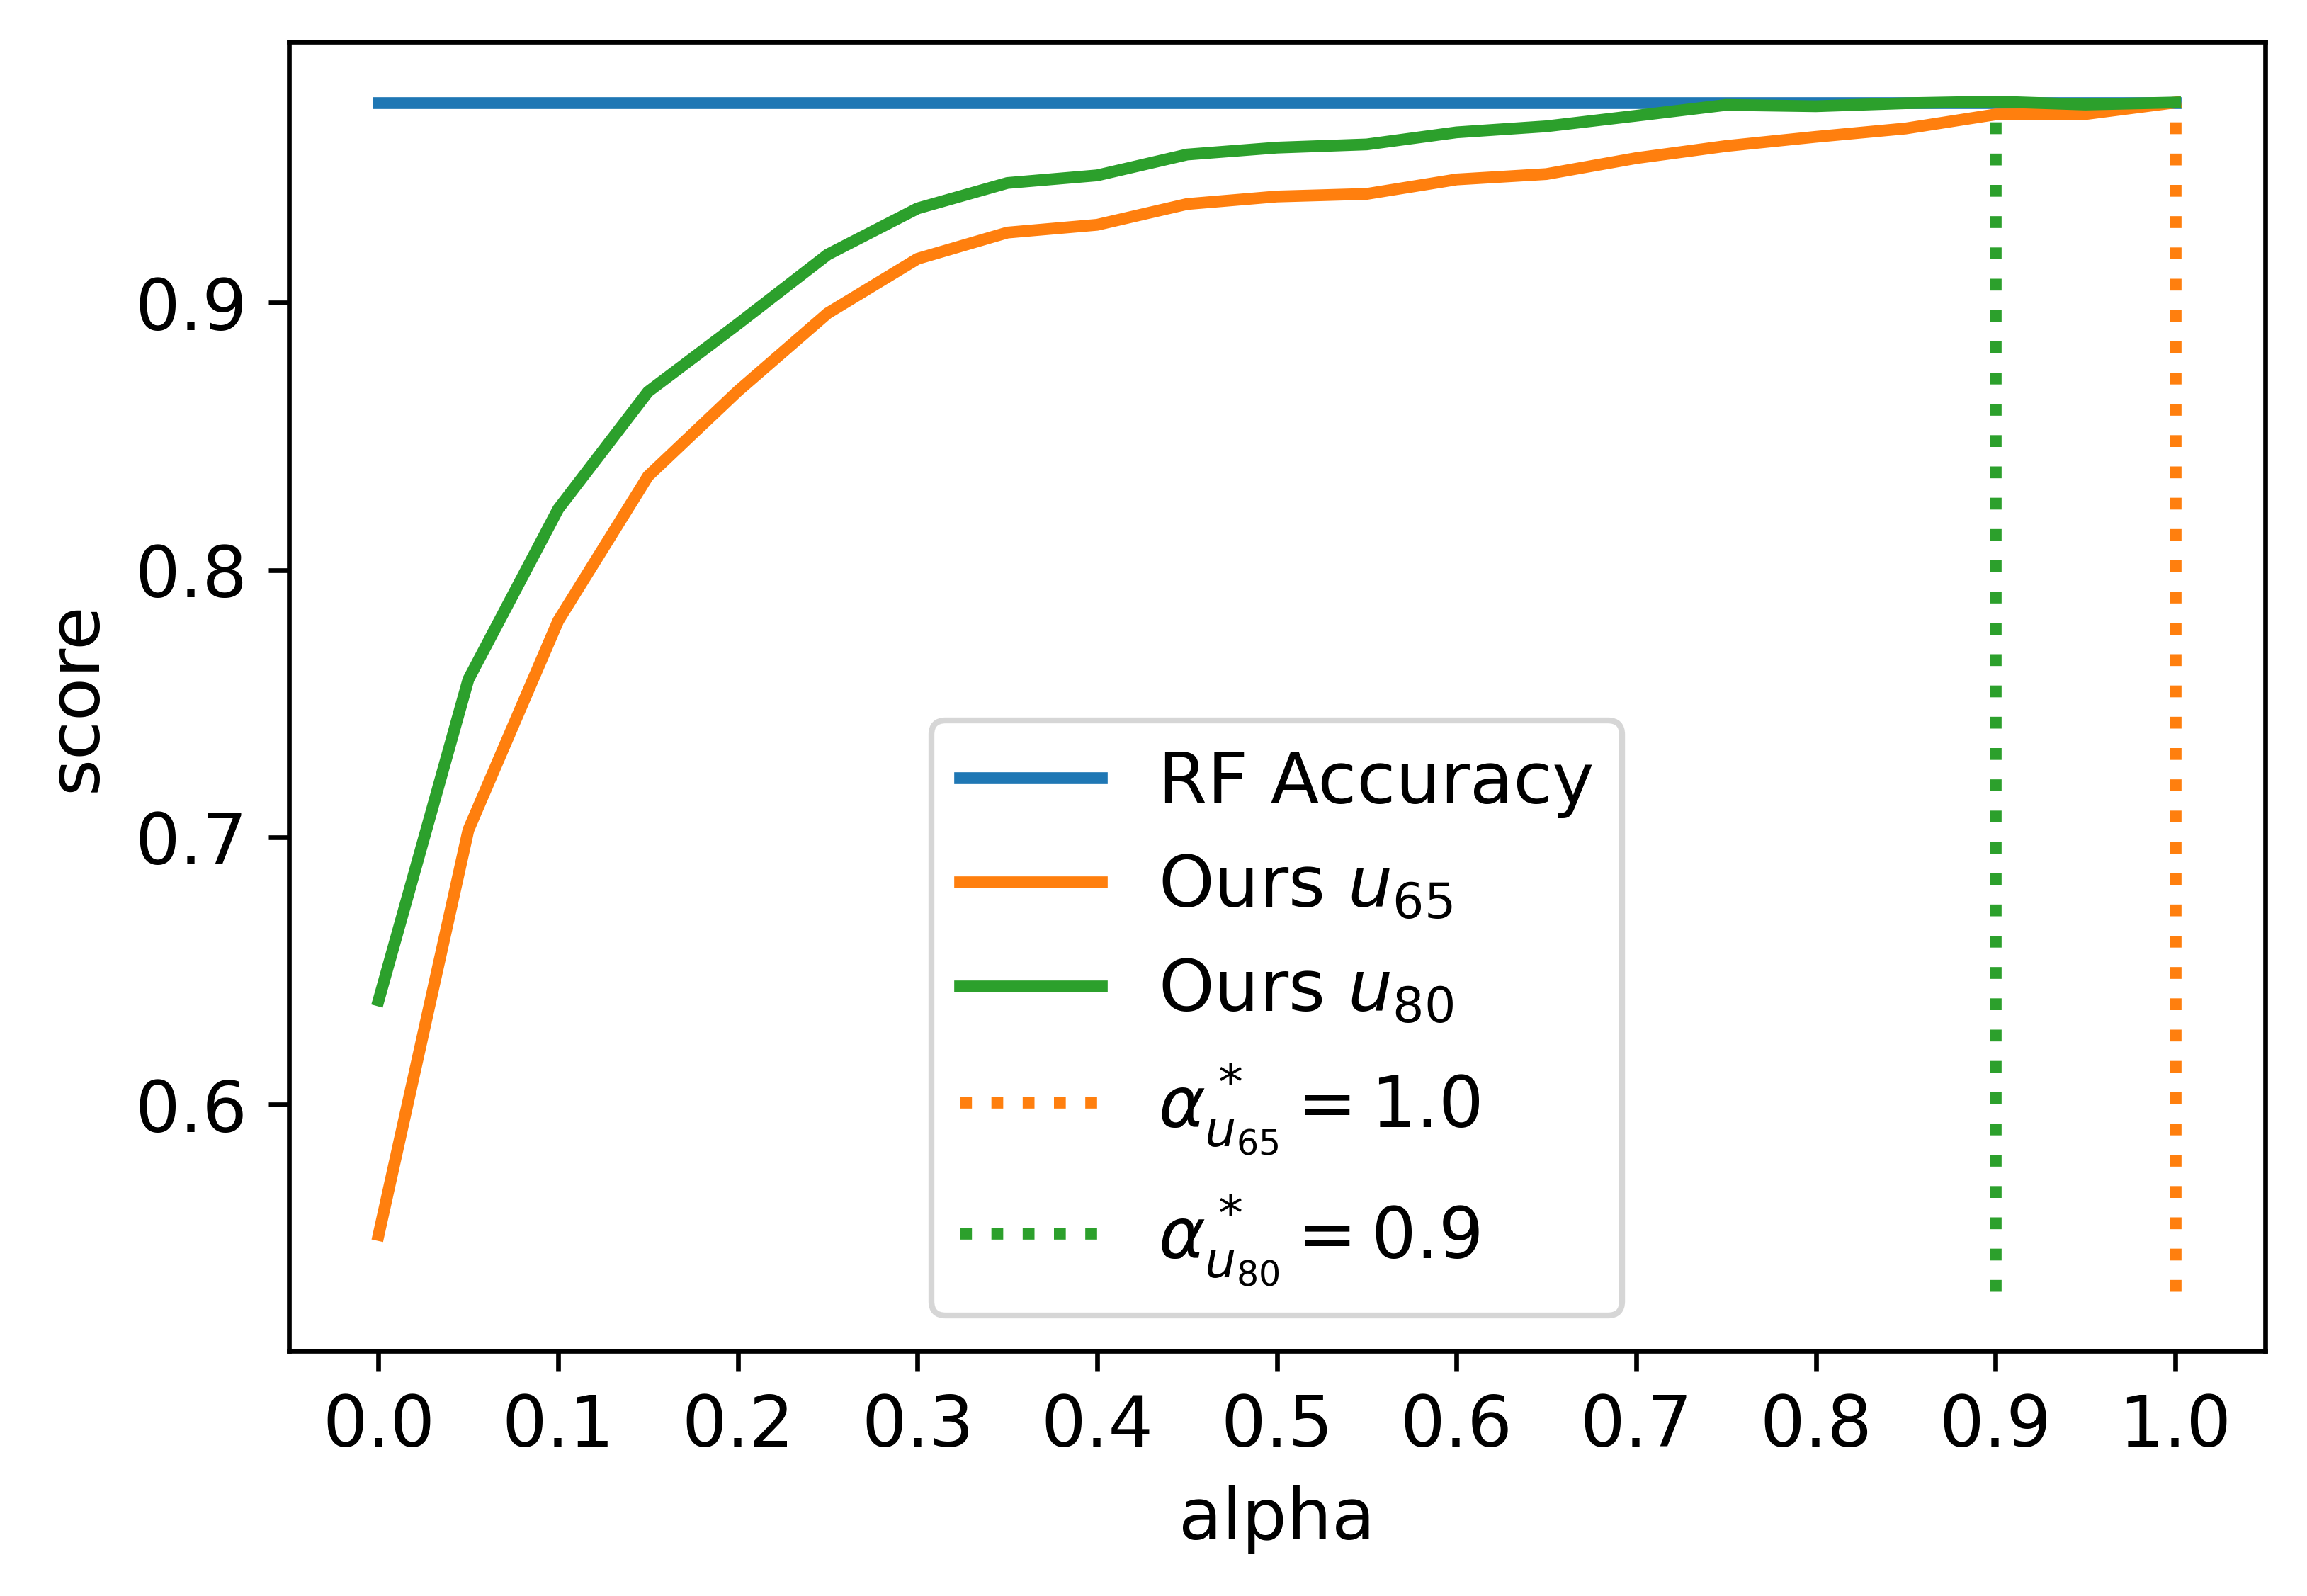 0.9
0.8
0.7
0.6
score
RF Accuracy
Ours u₆₅
Ours u₈₀
α*u₆₅ = 1.0
α*u₈₀ = 0.9
0.0 0.1 0.2 0.3 0.4 0.5 0.6 0.7 0.8 0.9 1.0
alpha